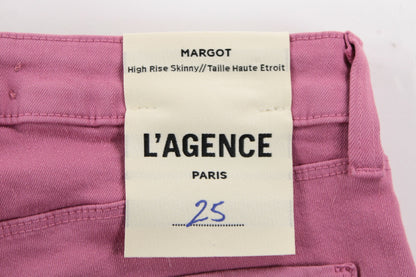 MARGOT
High Rise Skinny//Taille Haute Etroit
L'AGENCE
PARIS
25